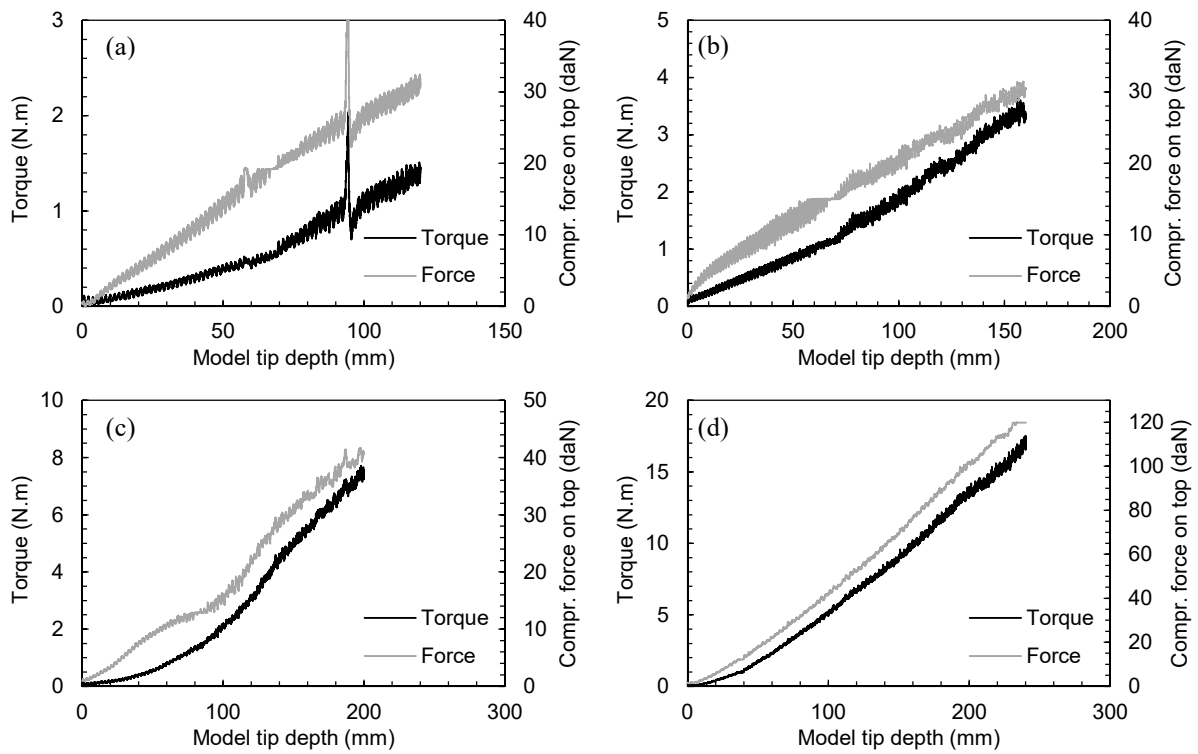 (a)
3
2
1
0
Torque (N.m)
40
30
20
10
0
Compr. force on top (daN)
Torque
Force
0 50 100 150
Model tip depth (mm)
(b)
5
4
3
2
1
0
Torque (N.m)
40
30
20
10
0
Compr. force on top (daN)
Torque
Force
0 50 100 150 200
Model tip depth (mm)
(c)
10
8
6
4
2
0
Torque (N.m)
50
40
30
20
10
0
Compr. force on top (daN)
Torque
Force
0 100 200 300
Model tip depth (mm)
(d)
20
15
10
5
0
Torque (N.m)
120
100
80
60
40
20
0
Compr. force on top (daN)
Torque
Force
0 100 200 300
Model tip depth (mm)